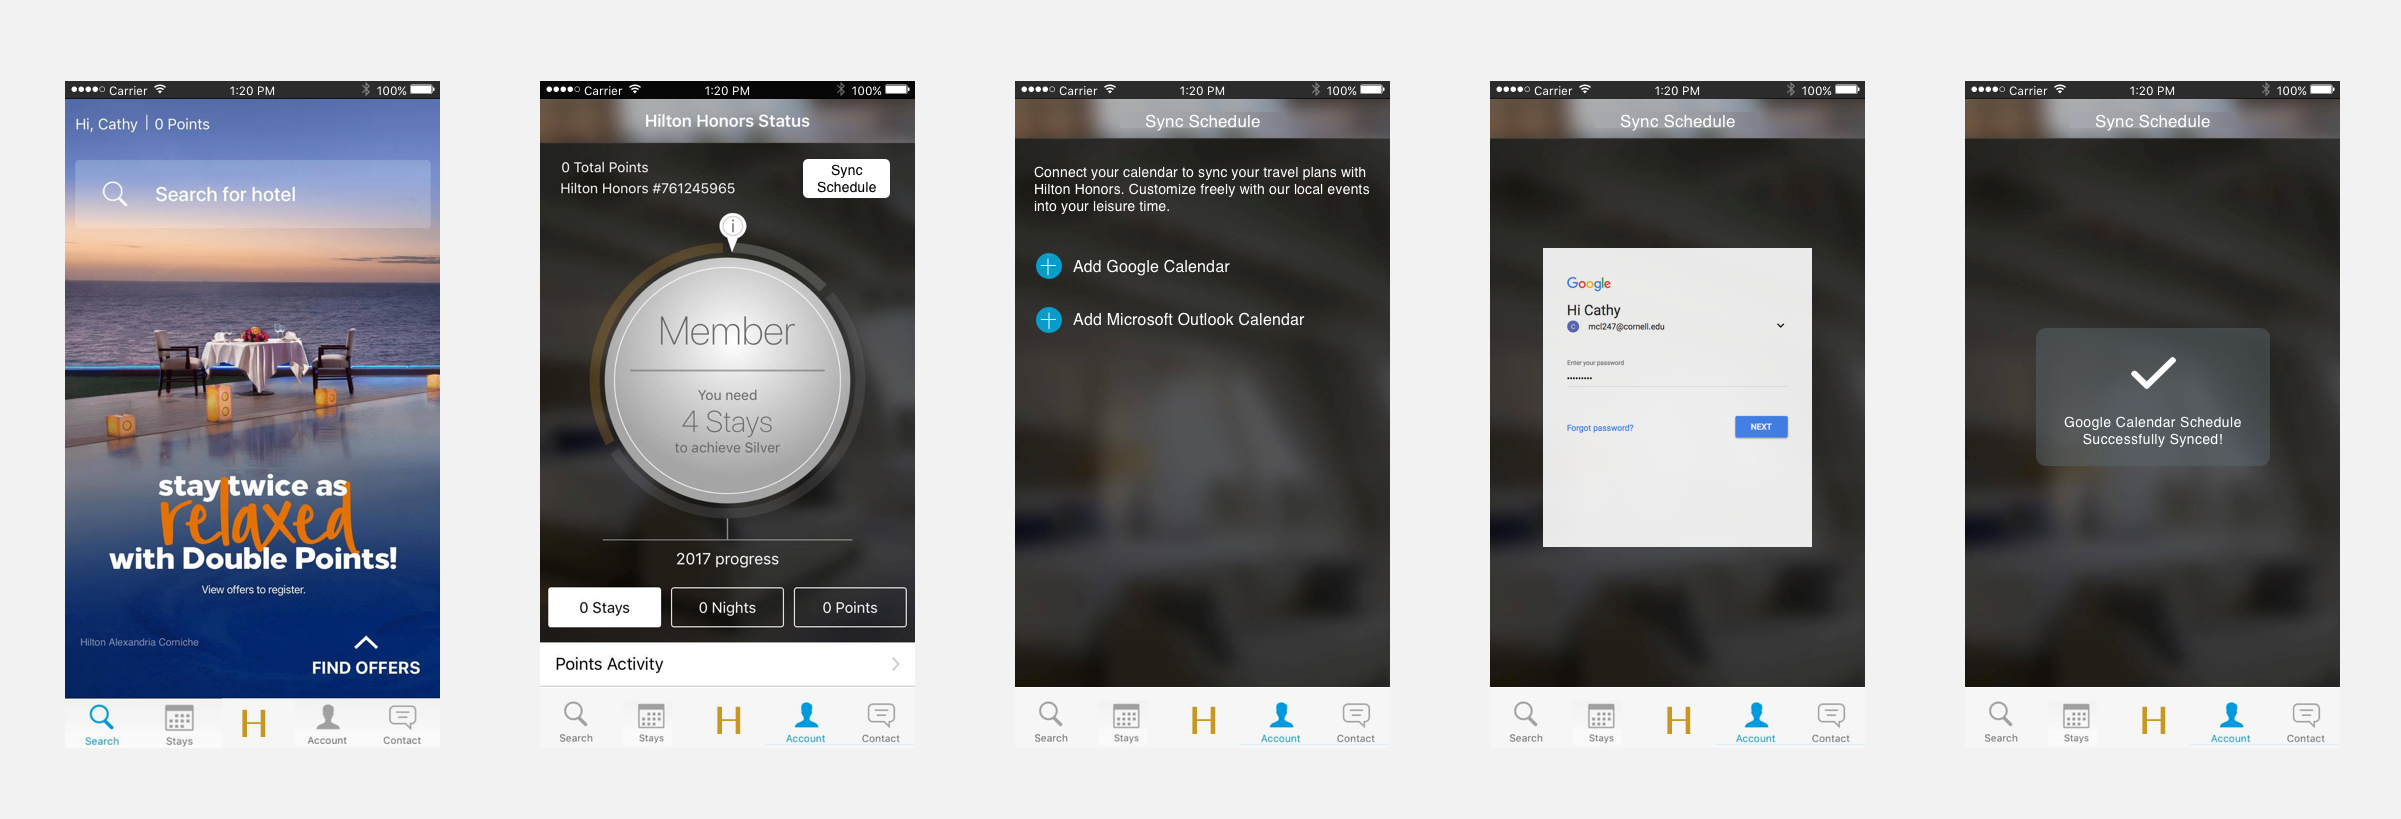 Carrier 1:20 PM 100%
Hi, Cathy | 0 Points
Search for hotel
stay twice as
relaxed
with Double Points!
View offers to register.
Hilton Alexandria Corniche
FIND OFFERS
H
Search Stays Account Contact
Carrier 1:20 PM 100%
Hilton Honors Status
0 Total Points
Hilton Honors #761245965
Sync
Schedule
i
Member
You need
4 Stays
to achieve Silver
2017 progress
0 Stays 0 Nights 0 Points
Points Activity
H
Search Stays Account Contact
Carrier 1:20 PM 100%
Sync Schedule
Connect your calendar to sync your travel plans with
Hilton Honors. Customize freely with our local events
into your leisure time.
Add Google Calendar
Add Microsoft Outlook Calendar
H
Search Stays Account Contact
Carrier 1:20 PM 100%
Sync Schedule
Google
Hi Cathy
C mcl247@cornell.edu
Enter your password
•••••••••
Forgot password? NEXT
H
Search Stays Account Contact
Carrier 1:20 PM 100%
Sync Schedule
Google Calendar Schedule
Successfully Synced!
H
Search Stays Account Contact